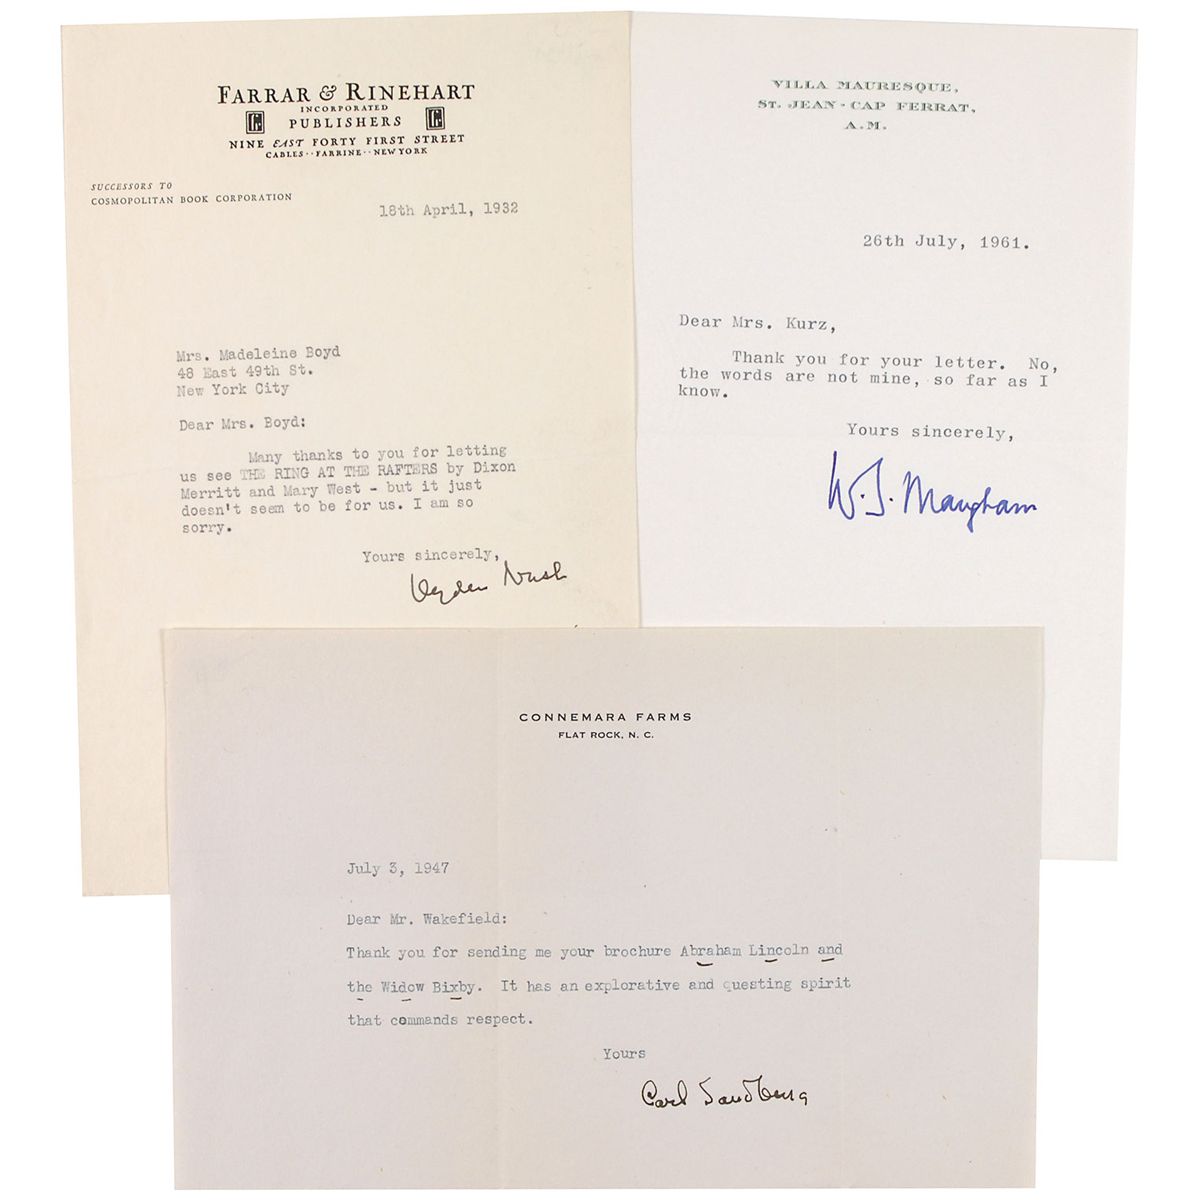 FARRAR & RINEHART
INCORPORATED
PUBLISHERS
NINE EAST FORTY FIRST STREET
CABLES··FARRINE··NEW YORK
SUCCESSORS TO
COSMOPOLITAN BOOK CORPORATION
18th April, 1932
Mrs. Madeleine Boyd
48 East 49th St.
New York City
Dear Mrs. Boyd:
Many thanks to you for letting
us see THE RING AT THE RAFTERS by Dixon
Merritt and Mary West - but it just
doesn't seem to be for us. I am so
sorry.
Yours sincerely,
Ogden Nash
VILLA MAURESQUE,
ST. JEAN-CAP FERRAT,
A.M.
26th July, 1961.
Dear Mrs. Kurz,
Thank you for your letter. No,
the words are not mine, so far as I
know.
Yours sincerely,
W. S. Maugham
CONNEMARA FARMS
FLAT ROCK, N. C.
July 3, 1947
Dear Mr. Wakefield:
Thank you for sending me your brochure Abraham Lincoln and
the Widow Bixby. It has an explorative and questing spirit
that commands respect.
Yours
Carl Sandburg